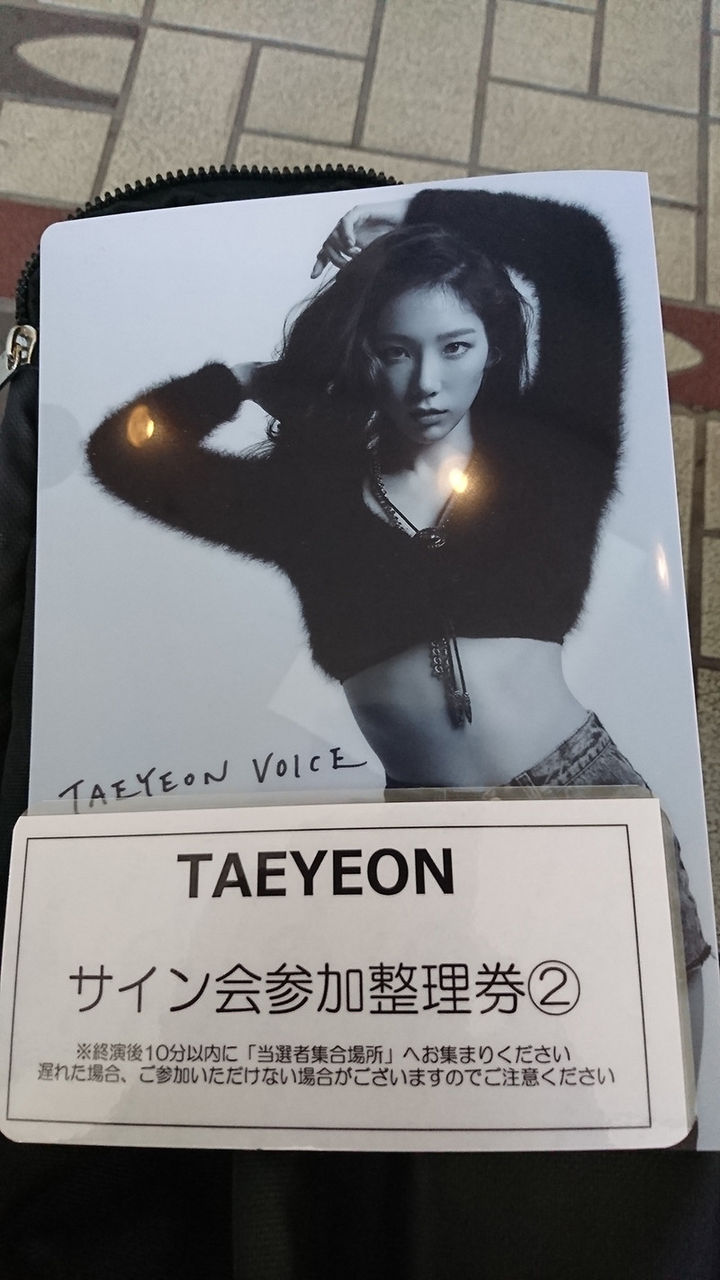 TAEYEON VOICE
TAEYEON
サイン会参加整理券②
※終演後10分以内に「当選者集合場所」へお集まりください
遅れた場合、ご参加いただけない場合がございますのでご注意ください